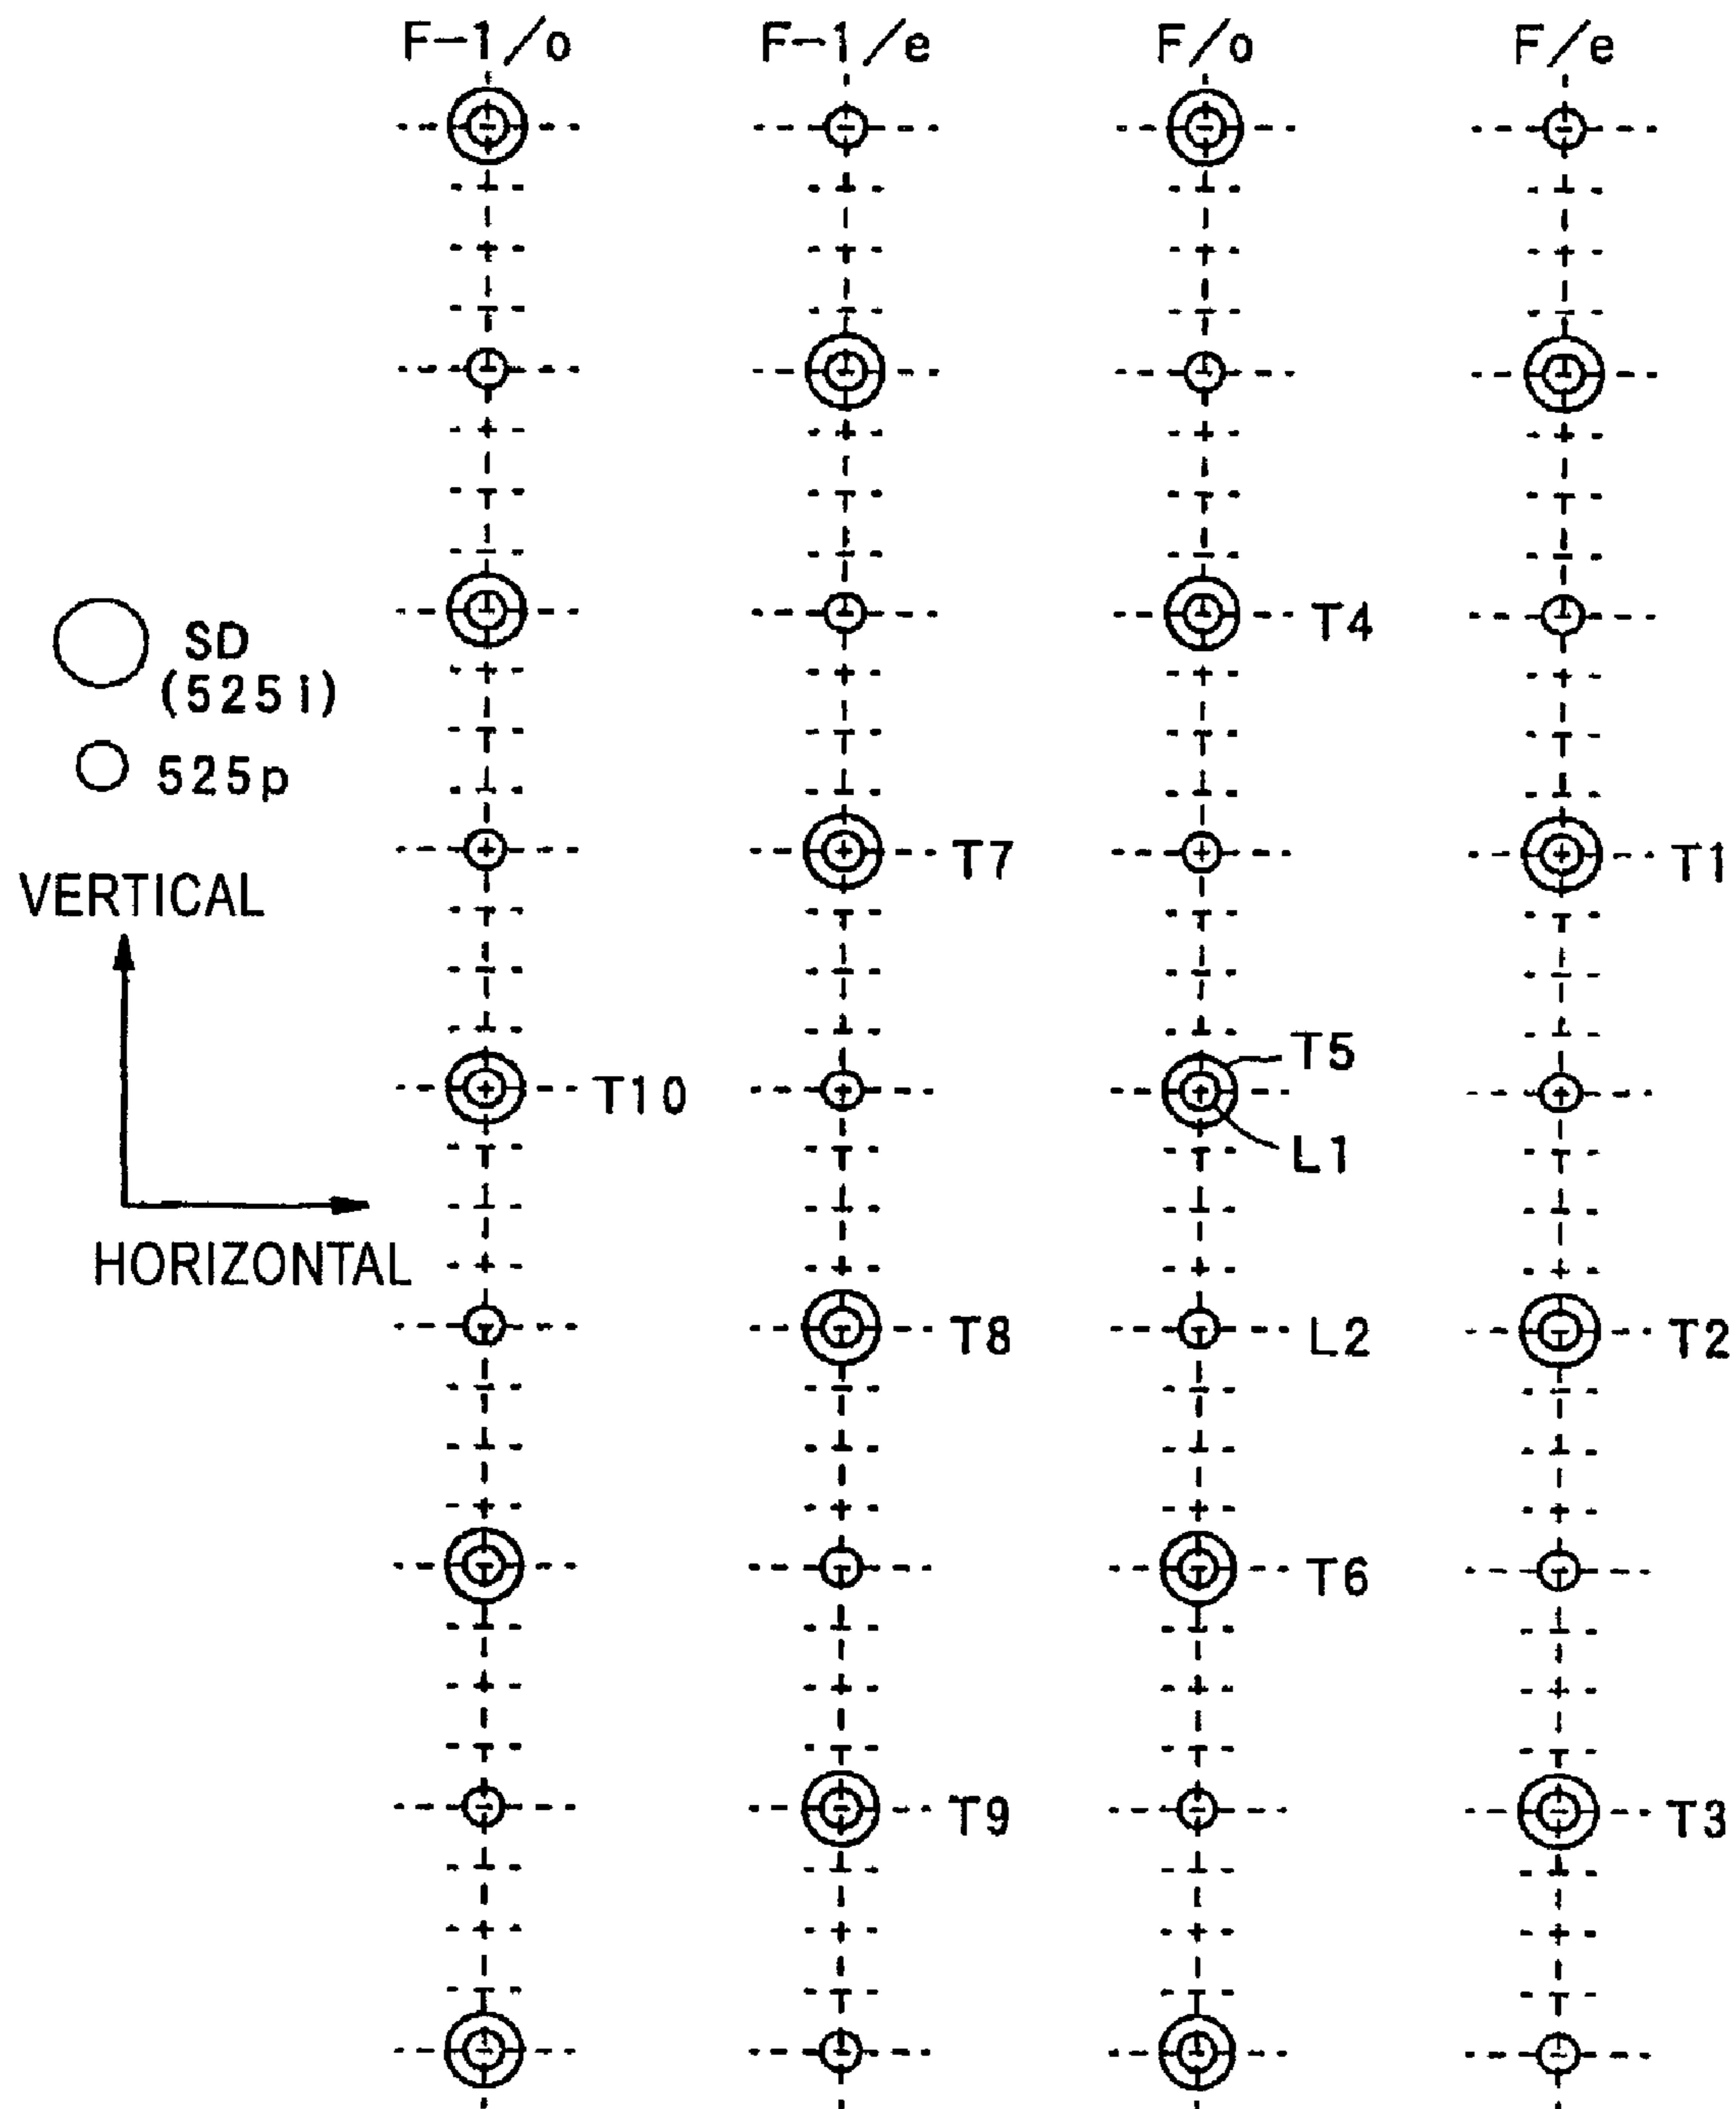 F-1/o
F-1/e
F/o
F/e
T4
SD
(525i)
525p
T7
T1
VERTICAL
T5
T10
L1
HORIZONTAL
T8
L2
T2
T6
T9
T3